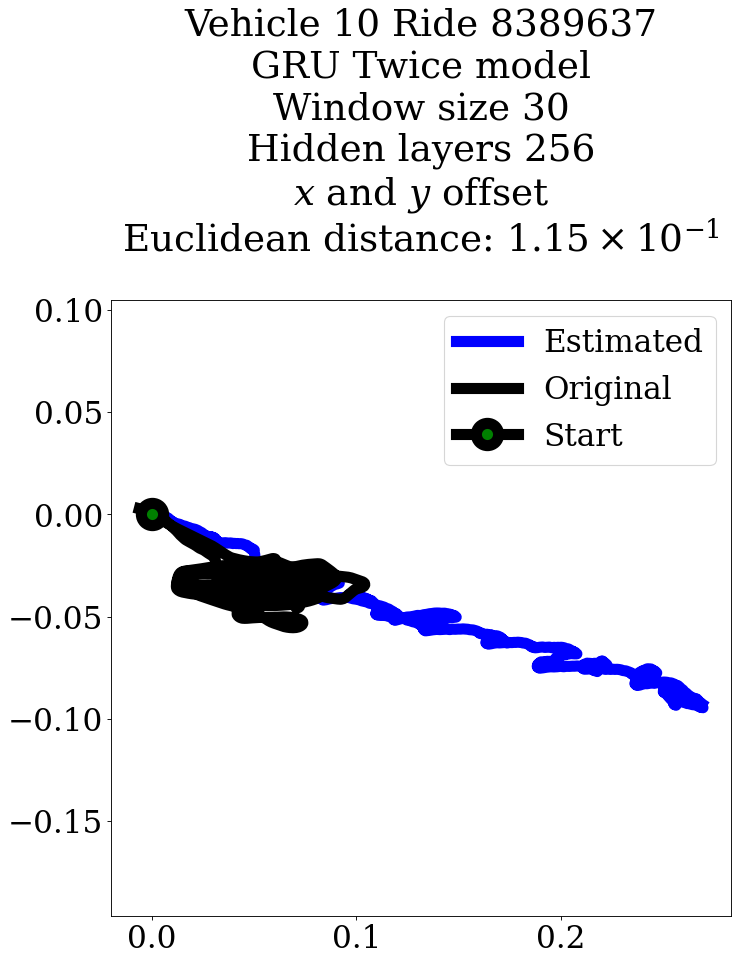 Vehicle 10 Ride 8389637
GRU Twice model
Window size 30
Hidden layers 256
x and y offset
Euclidean distance: 1.15 × 10⁻¹
Estimated
Original
Start
0.10
0.05
0.00
−0.05
−0.10
−0.15
0.0 0.1 0.2